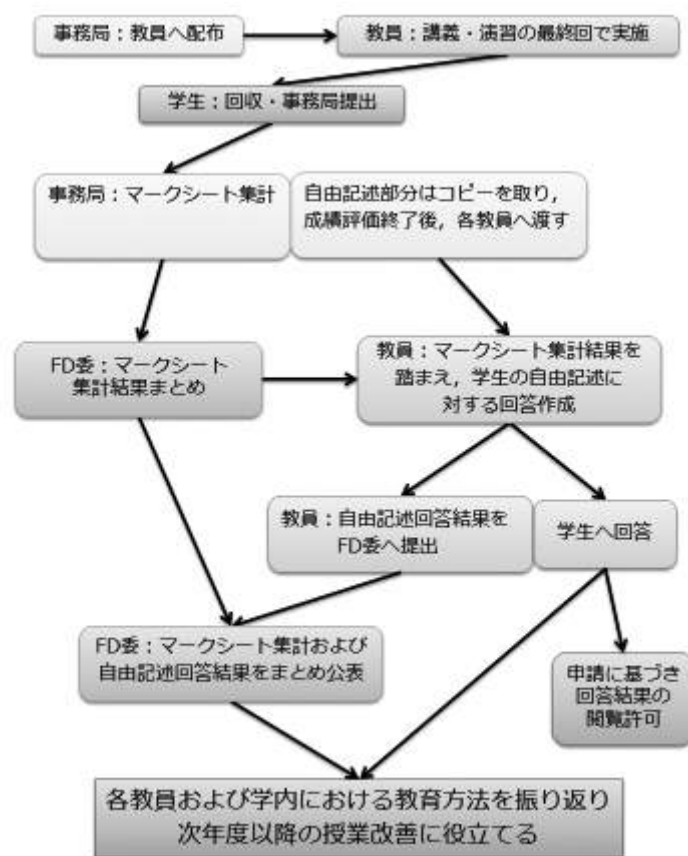 事務局：教員へ配布
教員：講義・演習の最終回で実施
学生：回収・事務局提出
事務局：マークシート集計
自由記述部分はコピーを取り，
成績評価終了後，各教員へ渡す
FD委：マークシート
集計結果まとめ
教員：マークシート集計結果を
踏まえ，学生の自由記述に
対する回答作成
教員：自由記述回答結果を
FD委へ提出
学生へ回答
FD委：マークシート集計および
自由記述回答結果をまとめ公表
申請に基づき
回答結果の
閲覧許可
各教員および学内における教育方法を振り返り
次年度以降の授業改善に役立てる